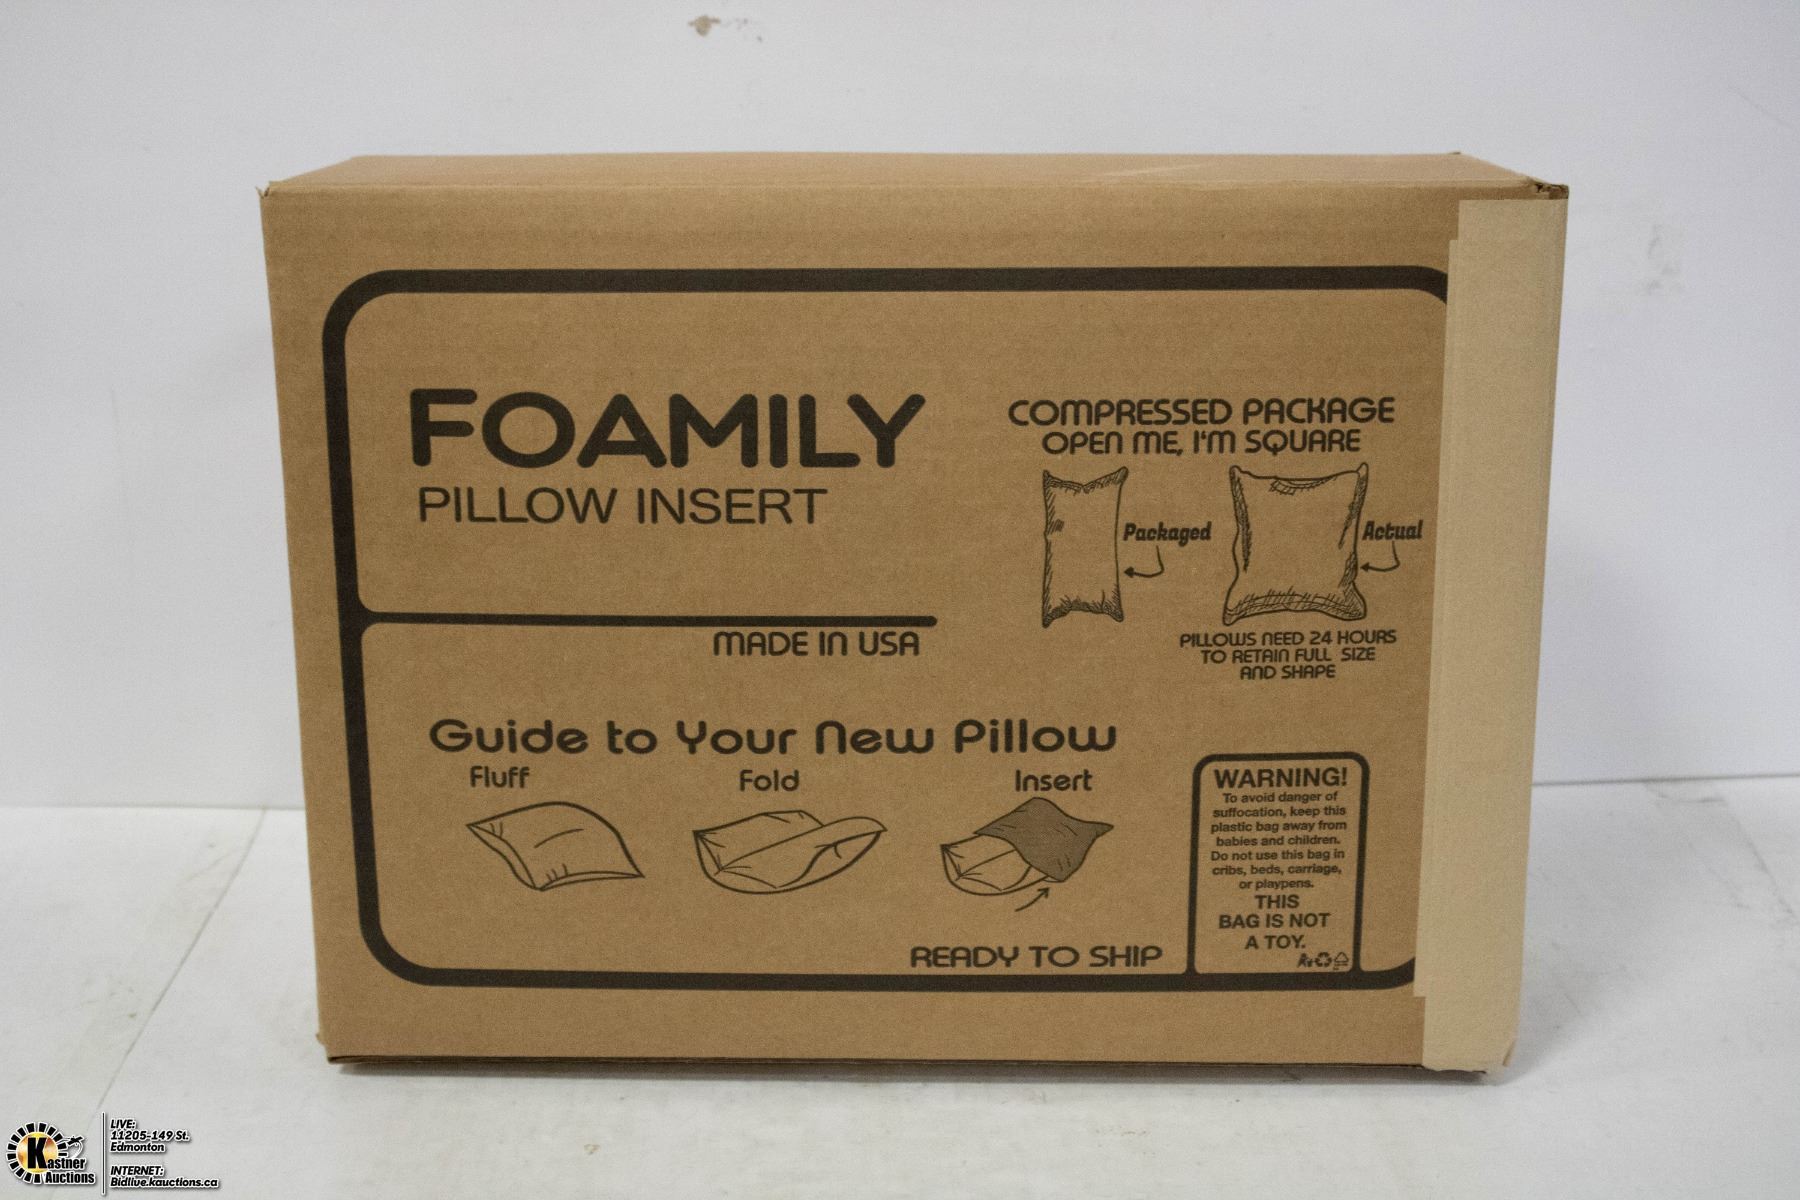 FOAMILY
PILLOW INSERT
MADE IN USA
COMPRESSED PACKAGE
OPEN ME, I'M SQUARE
Packaged
Actual
PILLOWS NEED 24 HOURS
TO RETAIN FULL SIZE
AND SHAPE
Guide to Your New Pillow
Fluff
Fold
Insert
READY TO SHIP
WARNING!
To avoid danger of
suffocation, keep this
plastic bag away from
babies and children.
Do not use this bag in
cribs, beds, carriage,
or playpens.
THIS
BAG IS NOT
A TOY.
Kastner
Auctions
LIVE:
11205-149 St.
Edmonton
INTERNET:
Bidlive.kauctions.ca